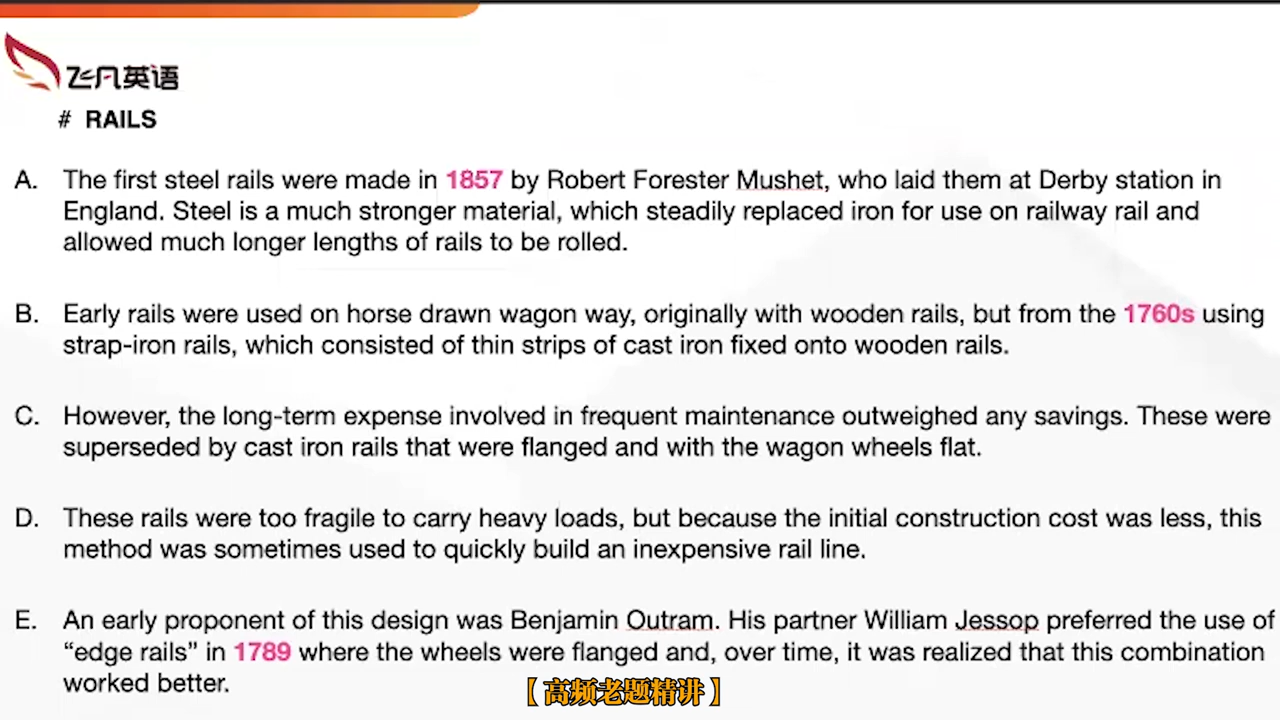 飞凡英语
# RAILS
A. The first steel rails were made in 1857 by Robert Forester Mushet, who laid them at Derby station in
England. Steel is a much stronger material, which steadily replaced iron for use on railway rail and
allowed much longer lengths of rails to be rolled.
B. Early rails were used on horse drawn wagon way, originally with wooden rails, but from the 1760s using
strap-iron rails, which consisted of thin strips of cast iron fixed onto wooden rails.
C. However, the long-term expense involved in frequent maintenance outweighed any savings. These were
superseded by cast iron rails that were flanged and with the wagon wheels flat.
D. These rails were too fragile to carry heavy loads, but because the initial construction cost was less, this
method was sometimes used to quickly build an inexpensive rail line.
E. An early proponent of this design was Benjamin Outram. His partner William Jessop preferred the use of
“edge rails” in 1789 where the wheels were flanged and, over time, it was realized that this combination
worked better.
【高频老题精讲】